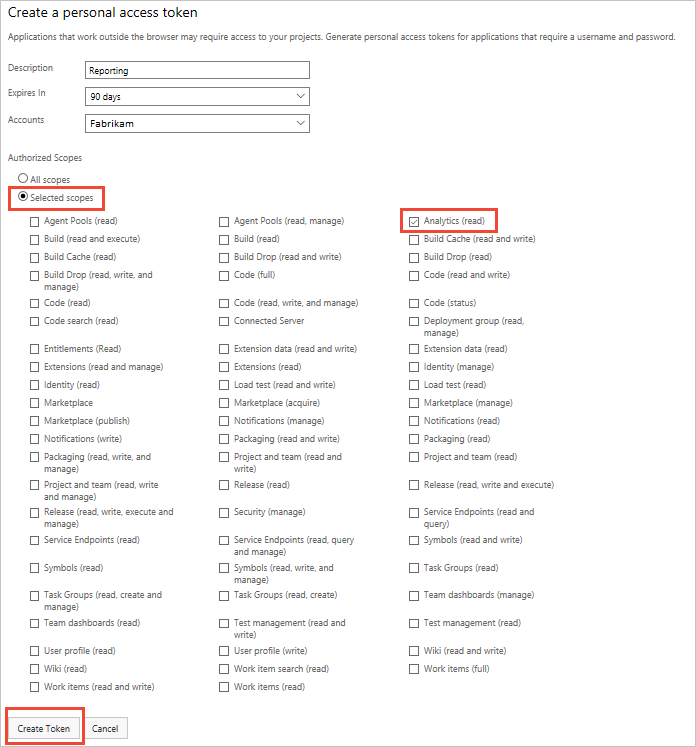 Create a personal access token
Applications that work outside the browser may require access to your projects. Generate personal access tokens for applications that require a username and password.
Description
Reporting
Expires In
90 days
Accounts
Fabrikam
Authorized Scopes
All scopes
Selected scopes
Agent Pools (read)
Agent Pools (read, manage)
Analytics (read)
Build (read and execute)
Build (read)
Build Cache (read and write)
Build Cache (read)
Build Drop (read and write)
Build Drop (read)
Build Drop (read, write, and
manage)
Code (full)
Code (read and write)
Code (read)
Code (read, write, and manage)
Code (status)
Code search (read)
Connected Server
Deployment group (read,
manage)
Entitlements (Read)
Extension data (read and write)
Extension data (read)
Extensions (read and manage)
Extensions (read)
Identity (manage)
Identity (read)
Load test (read and write)
Load test (read)
Marketplace
Marketplace (acquire)
Marketplace (manage)
Marketplace (publish)
Notifications (manage)
Notifications (read)
Notifications (write)
Packaging (read and write)
Packaging (read)
Packaging (read, write, and
manage)
Project and team (read and
write)
Project and team (read)
Project and team (read, write
and manage)
Release (read)
Release (read, write and execute)
Release (read, write, execute and
manage)
Security (manage)
Service Endpoints (read and
query)
Service Endpoints (read)
Service Endpoints (read, query
and manage)
Symbols (read and write)
Symbols (read)
Symbols (read, write, and
manage)
Task Groups (read)
Task Groups (read, create and
manage)
Task Groups (read, create)
Team dashboards (manage)
Team dashboards (read)
Test management (read and
write)
Test management (read)
User profile (read)
User profile (write)
Wiki (read and write)
Wiki (read)
Work item search (read)
Work items (full)
Work items (read and write)
Work items (read)
Create Token
Cancel